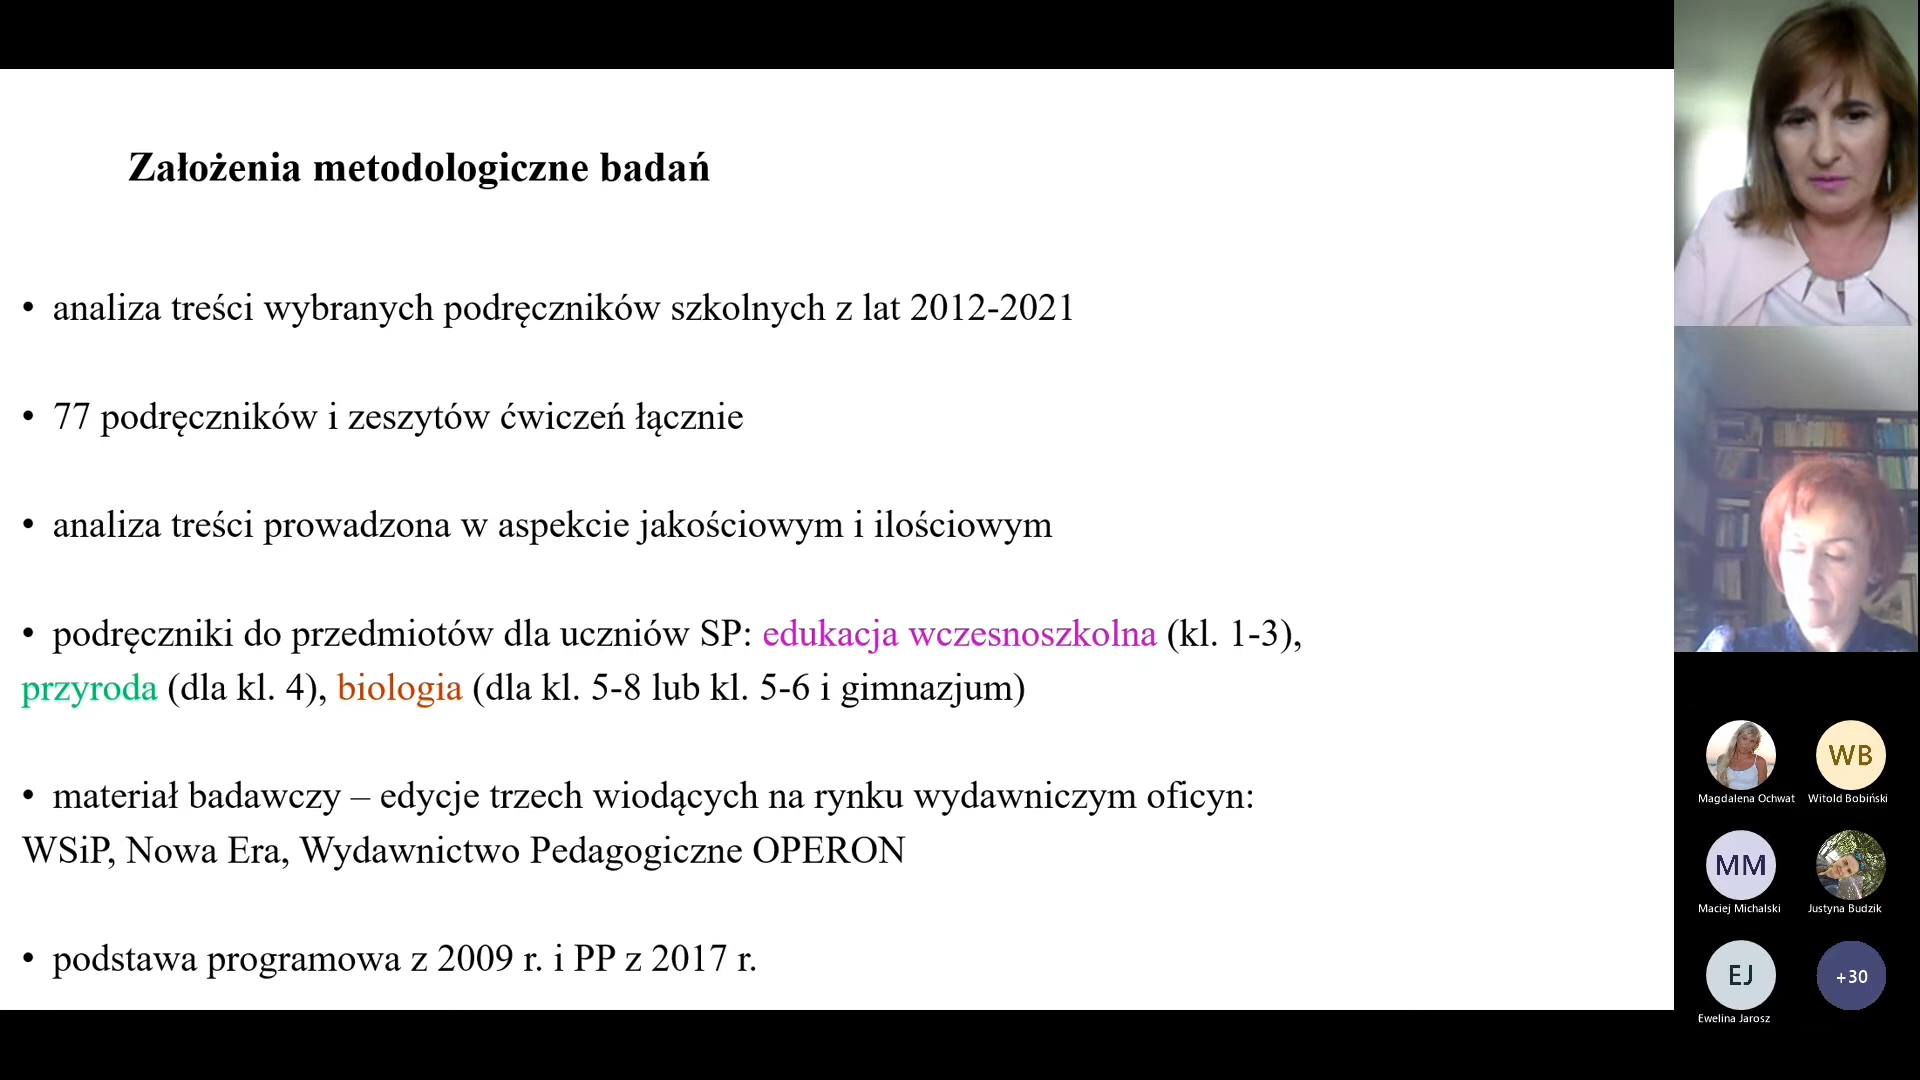 Założenia metodologiczne badań
• analiza treści wybranych podręczników szkolnych z lat 2012-2021
• 77 podręczników i zeszytów ćwiczeń łącznie
• analiza treści prowadzona w aspekcie jakościowym i ilościowym
• podręczniki do przedmiotów dla uczniów SP: edukacja wczesnoszkolna (kl. 1-3),
przyroda (dla kl. 4), biologia (dla kl. 5-8 lub kl. 5-6 i gimnazjum)
• materiał badawczy – edycje trzech wiodących na rynku wydawniczym oficyn:
WSiP, Nowa Era, Wydawnictwo Pedagogiczne OPERON
• podstawa programowa z 2009 r. i PP z 2017 r.
WB
Magdalena Ochwat
Witold Bobiński
MM
Maciej Michalski
Justyna Budzik
EJ
+30
Ewelina Jarosz